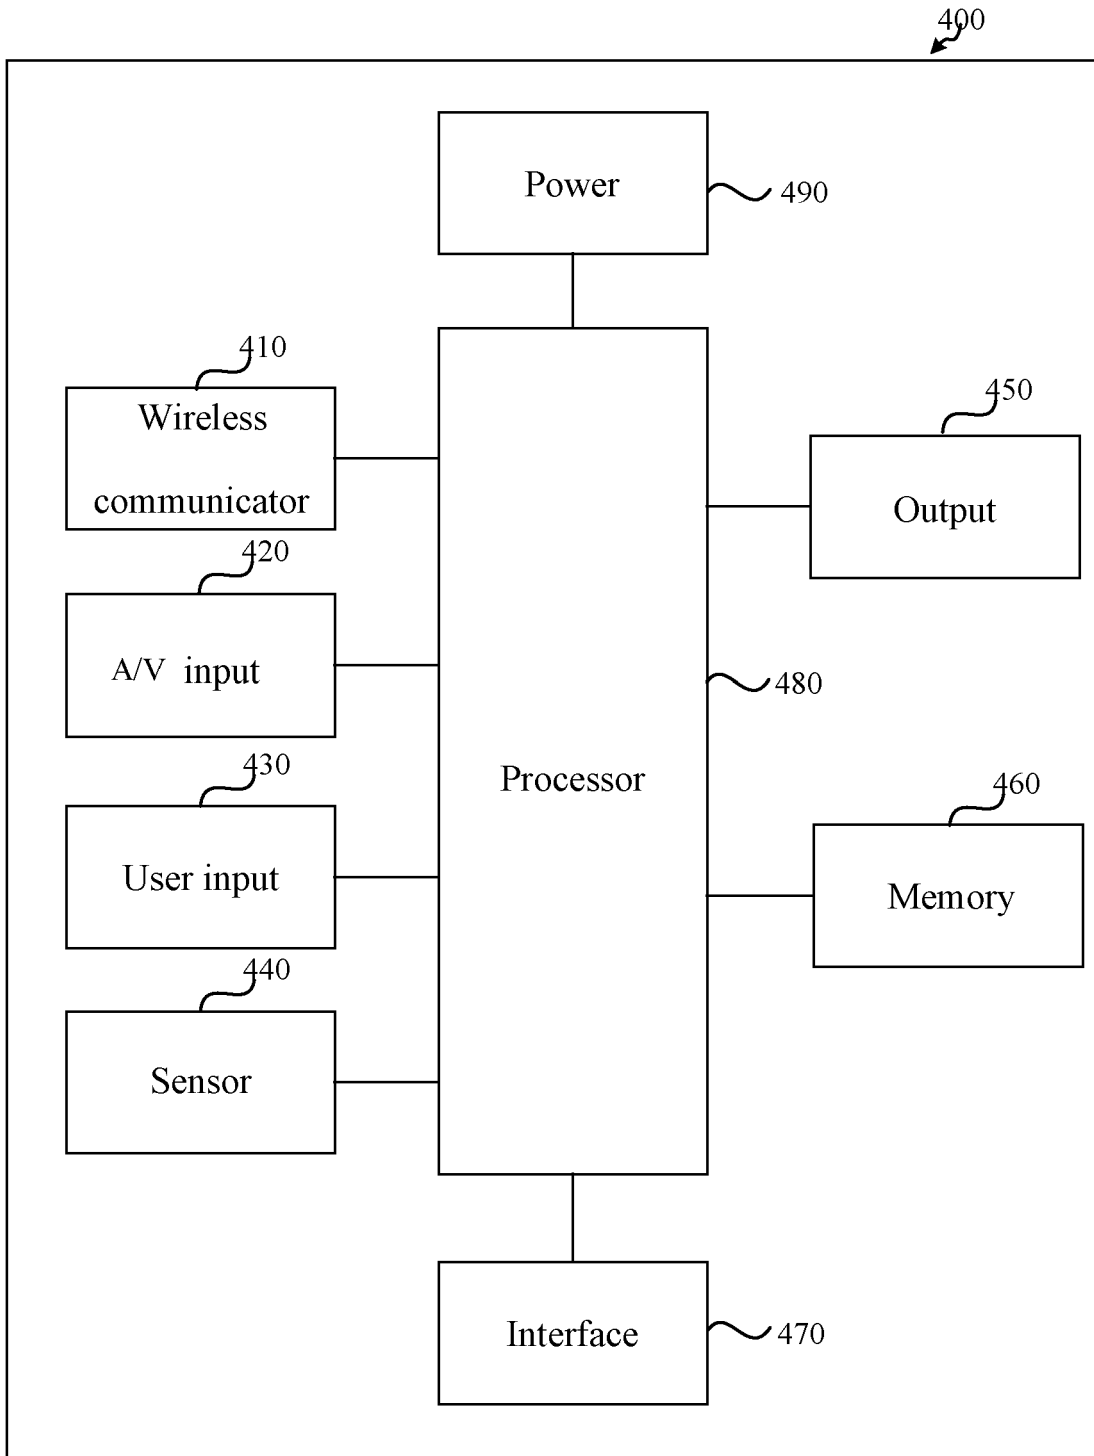 400
Power
490
410
Wireless
communicator
450
Output
420
A/V input
480
Processor
430
User input
460
Memory
440
Sensor
Interface
470